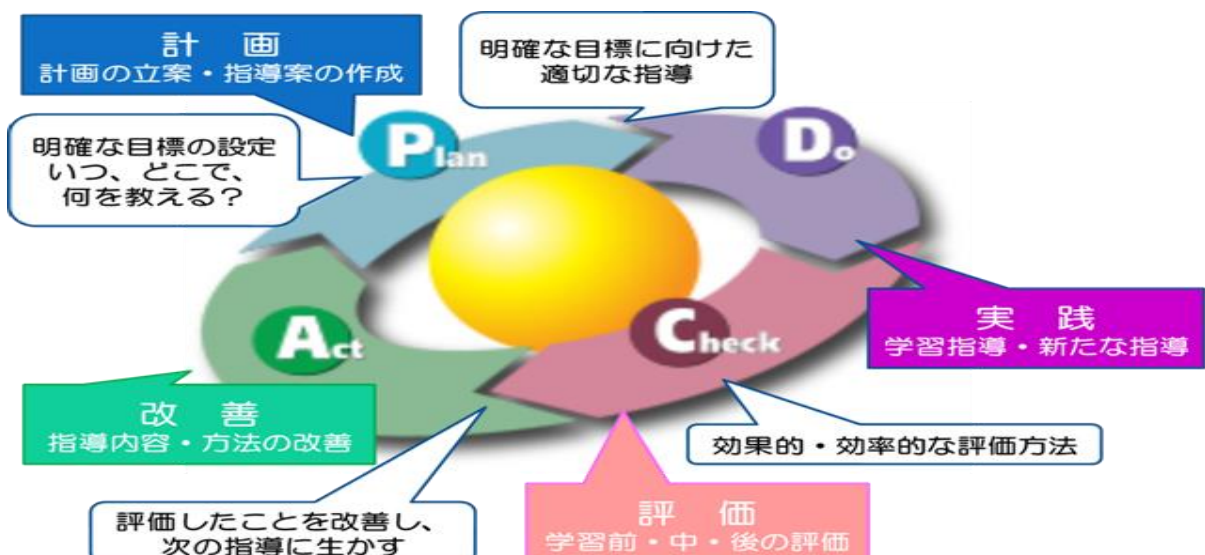 計　画
計画の立案・指導案の作成
明確な目標に向けた
適切な指導
明確な目標の設定
いつ、どこで、
何を教える？
Plan
Do
実　践
学習指導・新たな指導
Check
Act
改　善
指導内容・方法の改善
効果的・効率的な評価方法
評価したことを改善し、
次の指導に生かす
評　価
学習前・中・後の評価